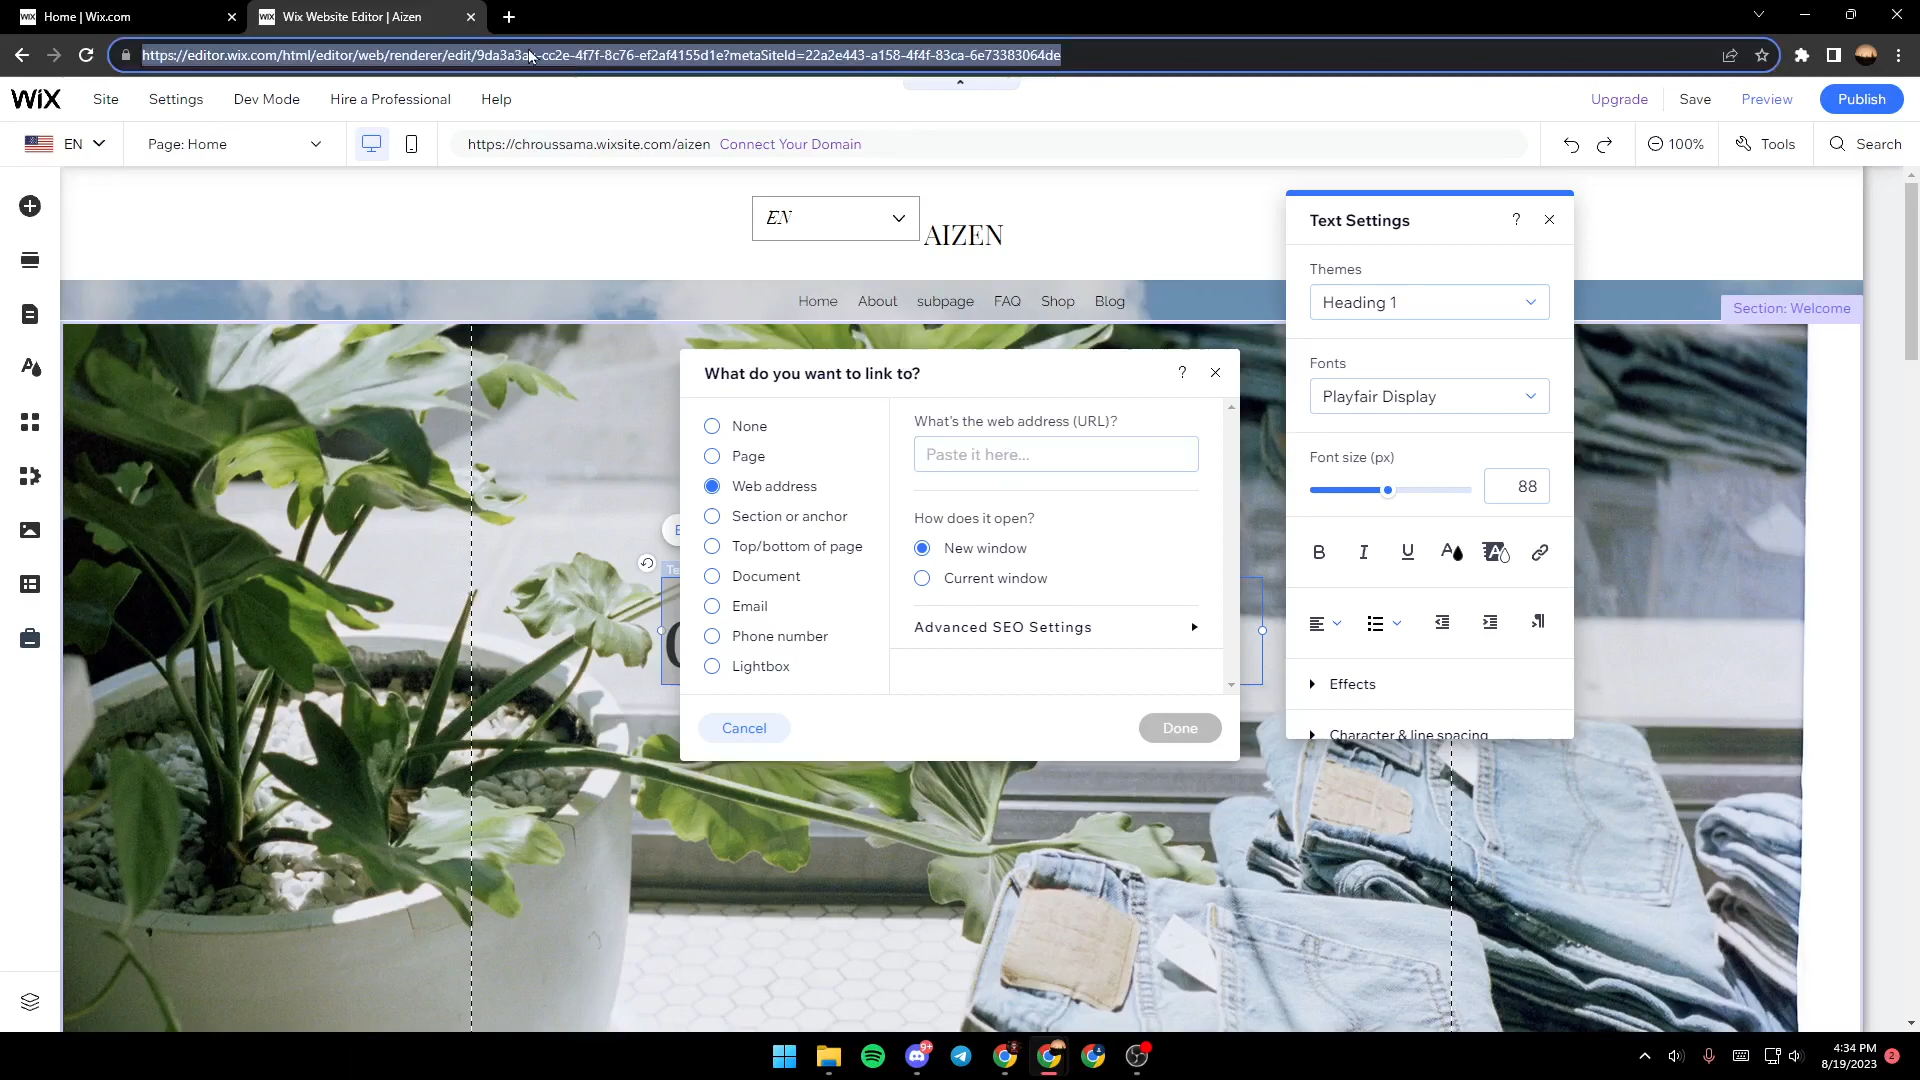 Home | Wix.com
Wix Website Editor | Aizen
https://editor.wix.com/html/editor/web/renderer/edit/9da3a3a -cc2e-4f7f-8c76-ef2af4155d1e?metaSiteId=22a2e443-a158-4f4f-83ca-6e73383064de
WiX Site Settings Dev Mode Hire a Professional Help Upgrade Save Preview Publish
EN Page: Home https://chroussama.wixsite.com/aizen Connect Your Domain 100% Tools Search
EN
AIZEN
Home About subpage FAQ Shop Blog
Section: Welcome
What do you want to link to? ?
None
Page
Web address
Section or anchor
Top/bottom of page
Document
Email
Phone number
Lightbox
What's the web address (URL)?
Paste it here...
How does it open?
New window
Current window
Advanced SEO Settings
Cancel
Done
Text Settings ?
Themes
Heading 1
Fonts
Playfair Display
Font size (px)
88
B I U A A
Effects
Character & line spacing
9+
4:34 PM
8/19/2023
2